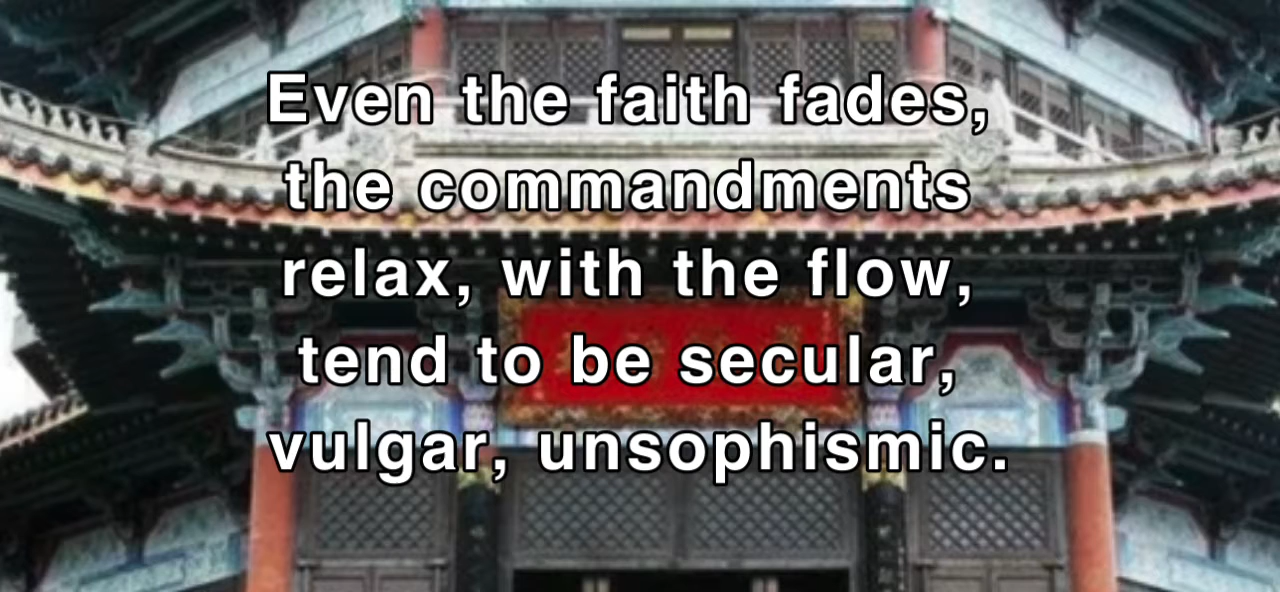 Even the faith fades,
the commandments
relax, with the flow,
tend to be secular,
vulgar, unsophismic.